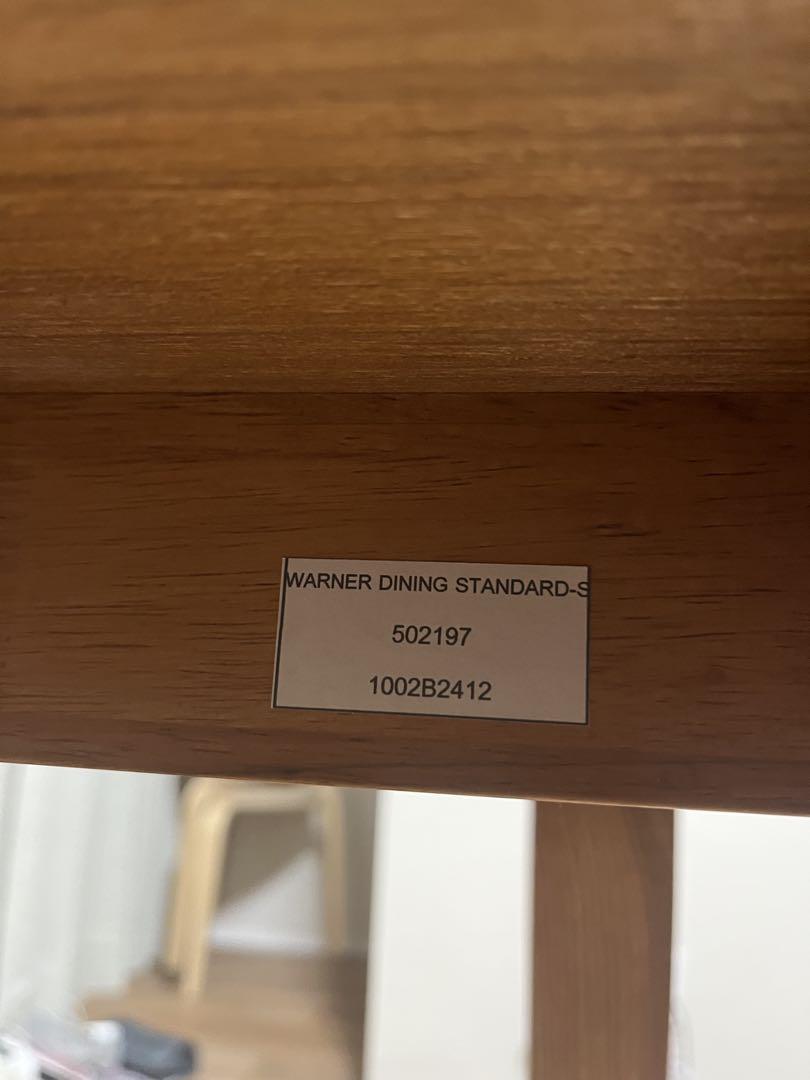 WARNER DINING STANDARD-S
502197
1002B2412